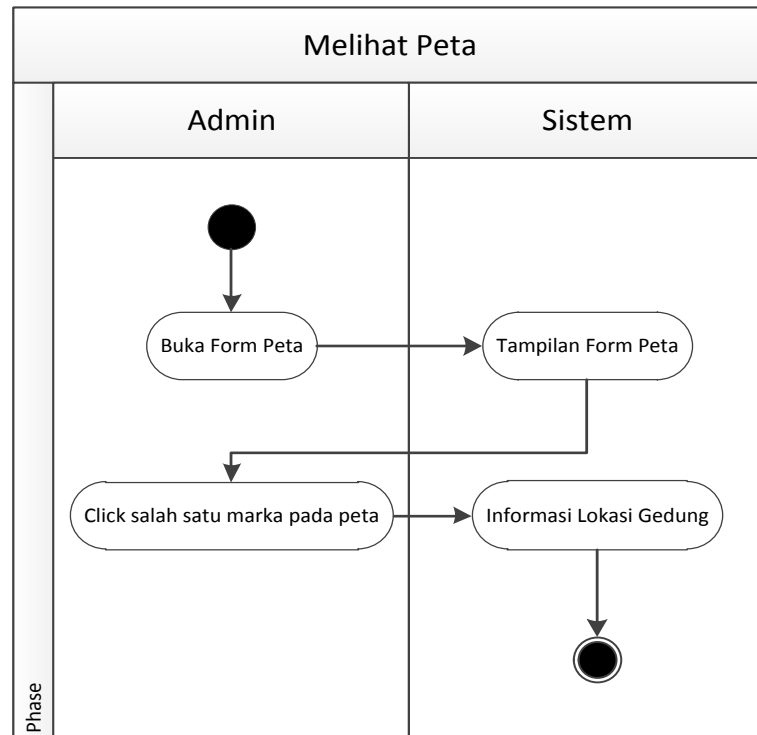 Melihat Peta
Admin
Sistem
Buka Form Peta
Tampilan Form Peta
Click salah satu marka pada peta
Informasi Lokasi Gedung
Phase